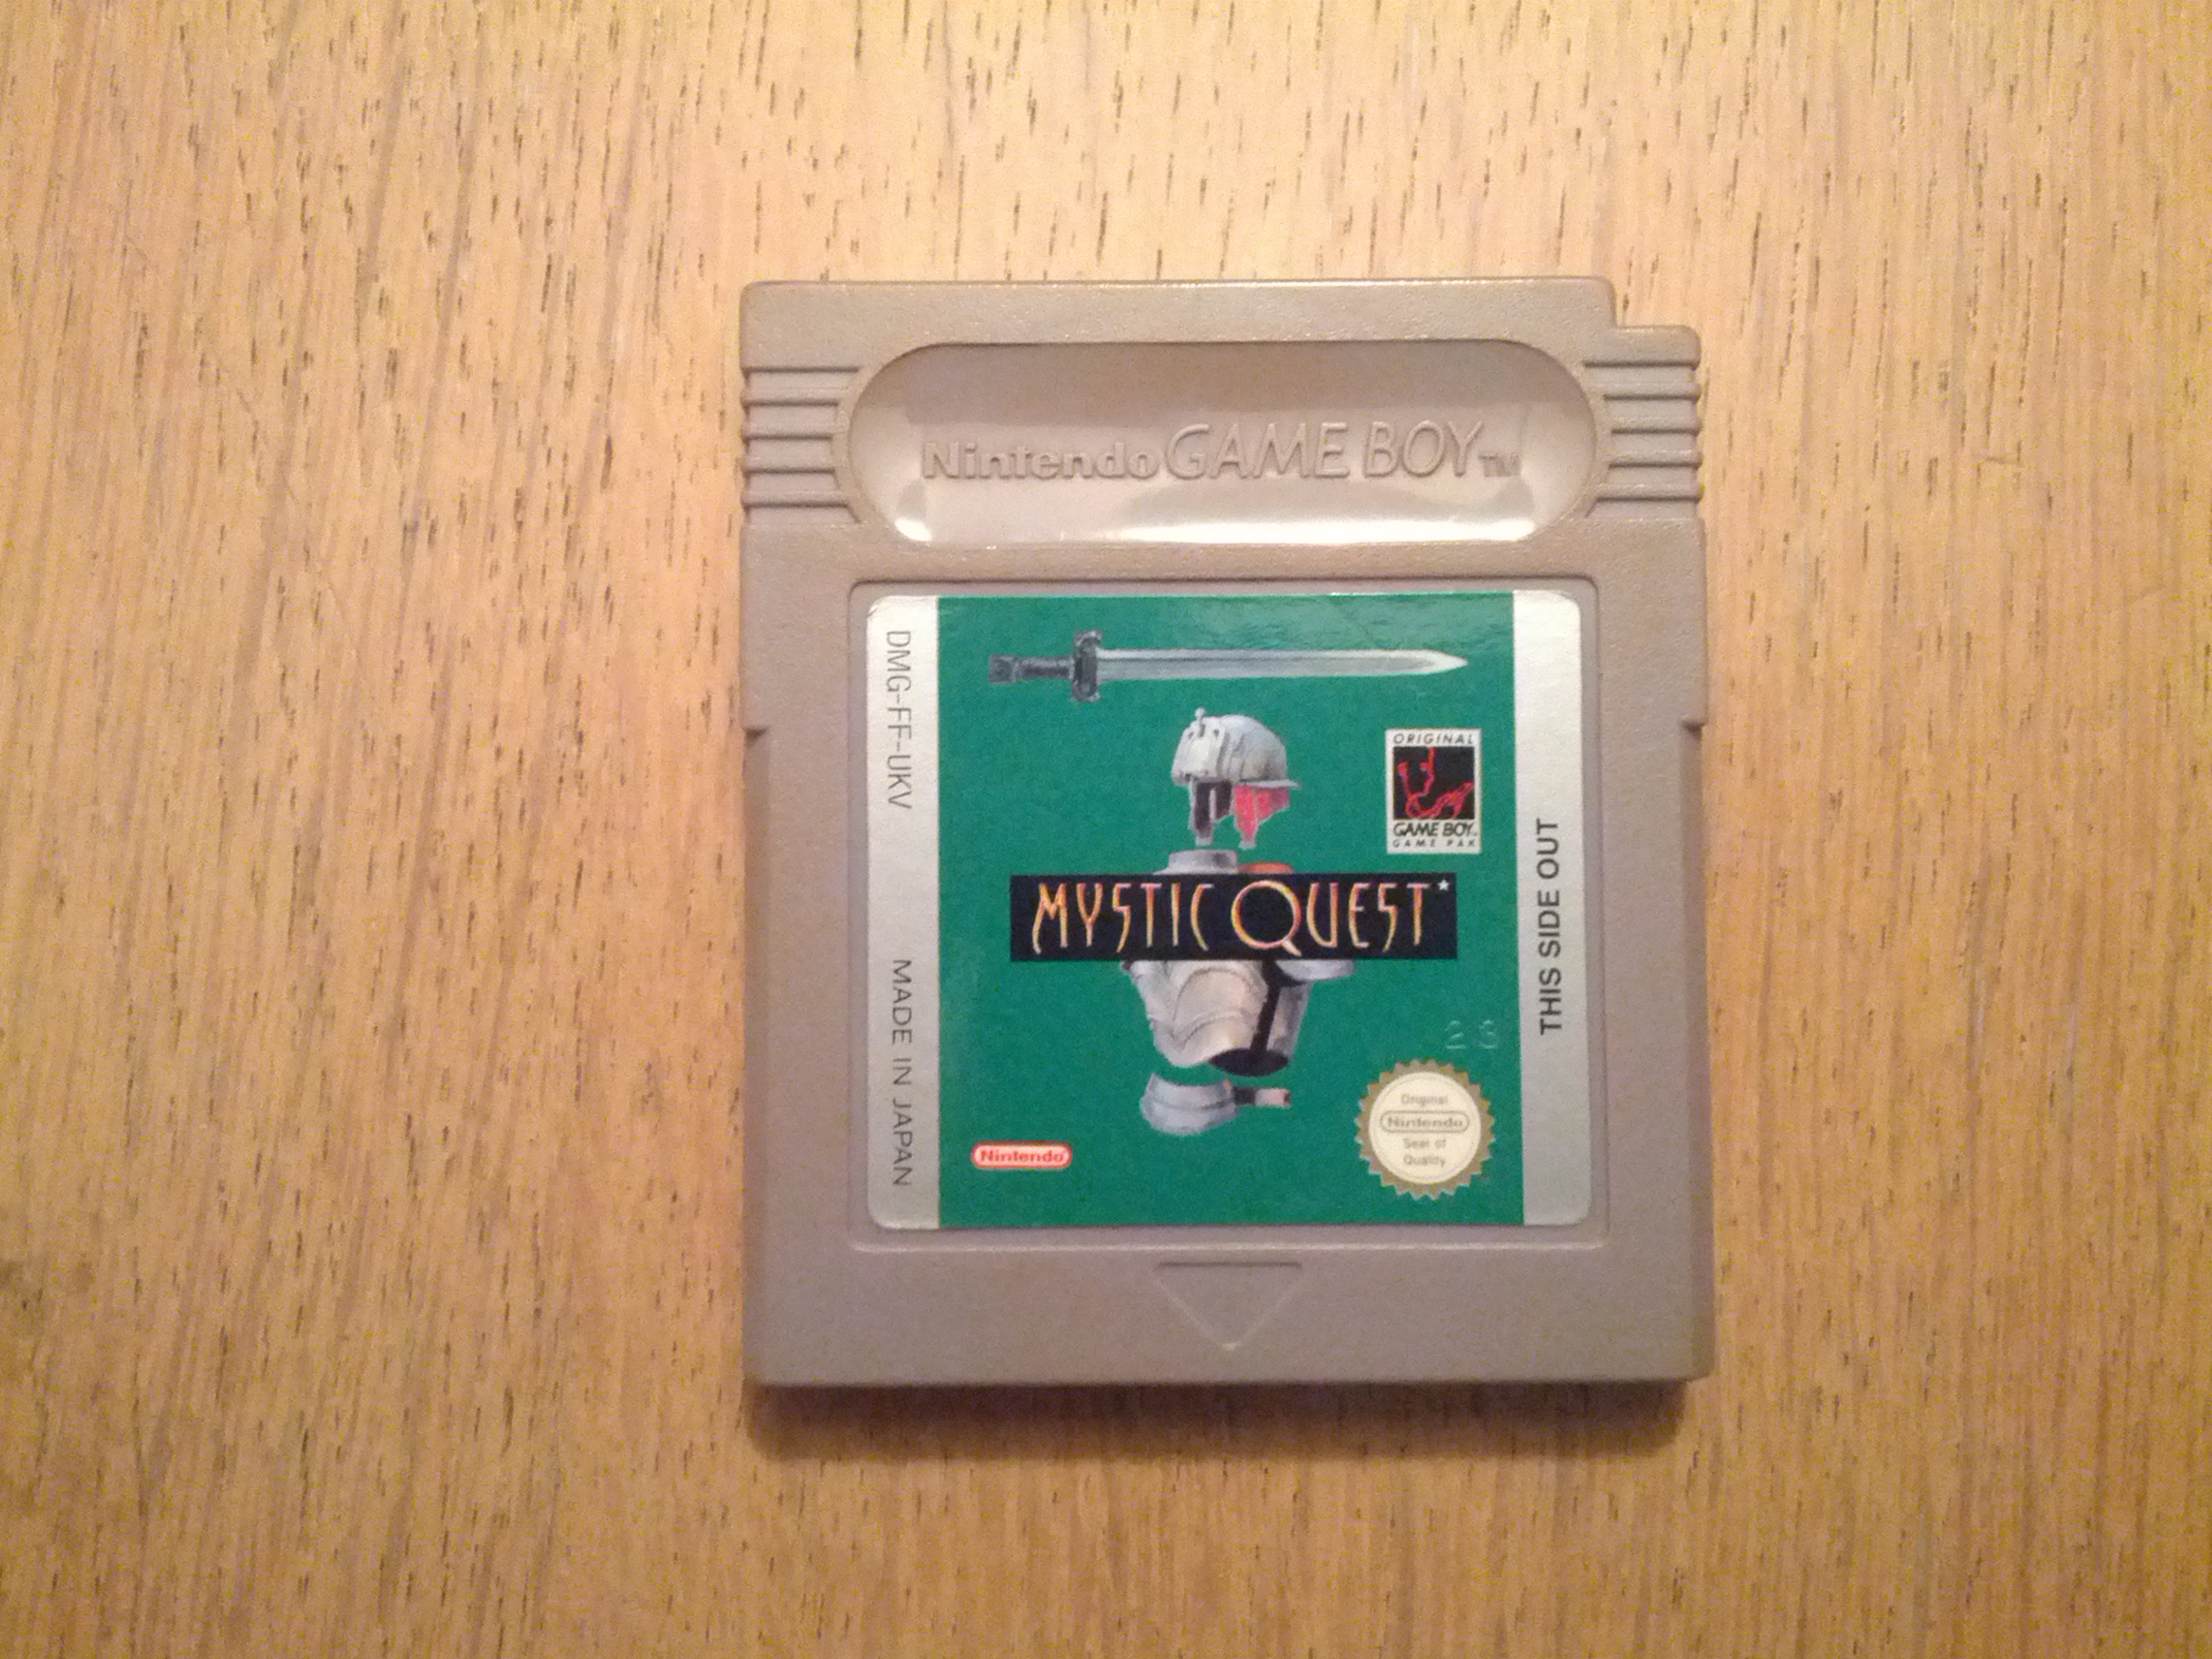 Nintendo GAME BOY TM
DMG-FF-UKV
MADE IN JAPAN
ORIGINAL
GAME BOY
GAME PAK
MYSTIC QUEST*
THIS SIDE OUT
23
Nintendo
Original
Nintendo
Seal of
Quality